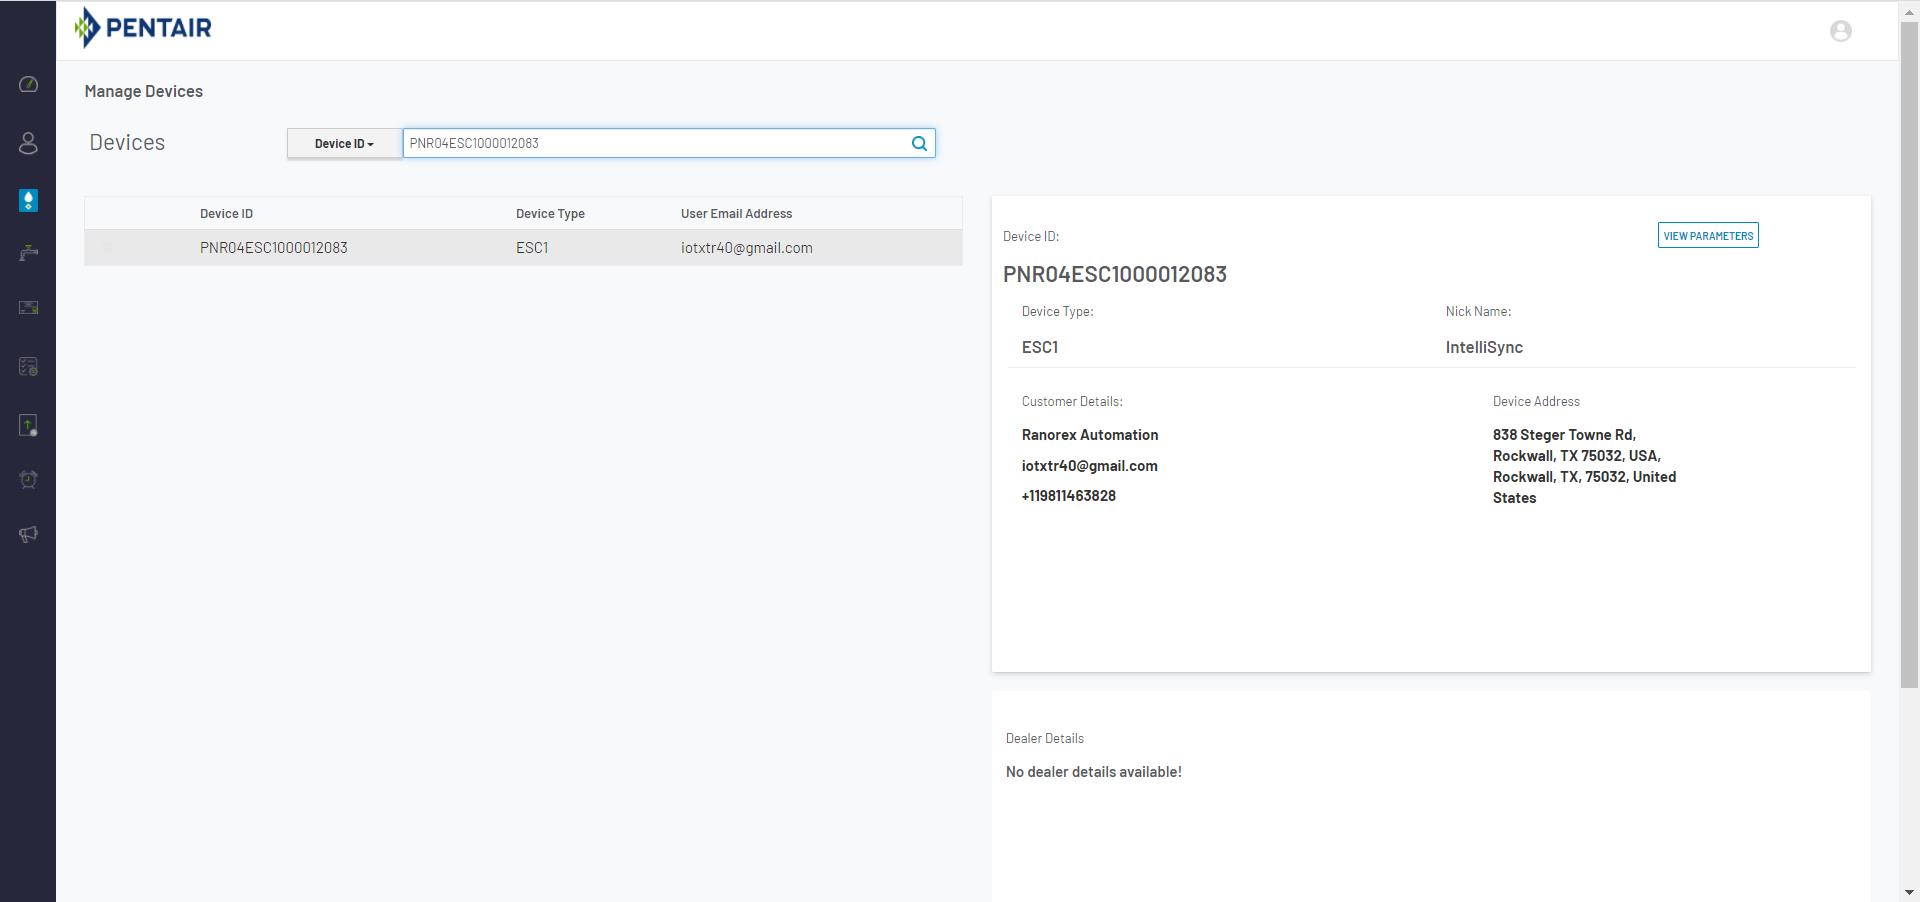 PENTAIR
Manage Devices
Devices
Device ID
PNR04ESC1000012083
Device ID Device Type User Email Address
PNR04ESC1000012083 ESC1 iotxtr40@gmail.com
Device ID:
VIEW PARAMETERS
PNR04ESC1000012083
Device Type: Nick Name:
ESC1 IntelliSync
Customer Details:
Ranorex Automation
iotxtr40@gmail.com
+119811463828
Device Address
838 Steger Towne Rd,
Rockwall, TX 75032, USA,
Rockwall, TX, 75032, United
States
Dealer Details
No dealer details available!